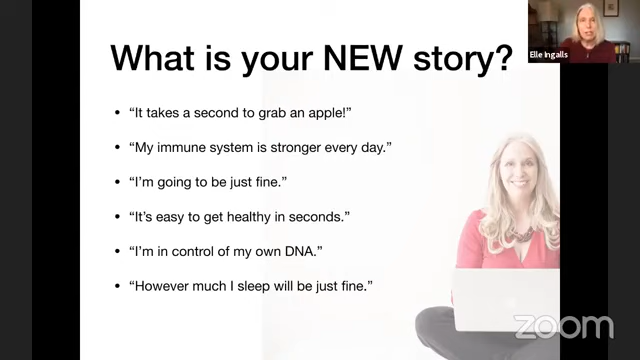 What is your NEW story?
Elle Ingalls
• “It takes a second to grab an apple!”
• “My immune system is stronger every day.”
• “I’m going to be just fine.”
• “It’s easy to get healthy in seconds.”
• “I’m in control of my own DNA.”
• “However much I sleep will be just fine.”
zoom